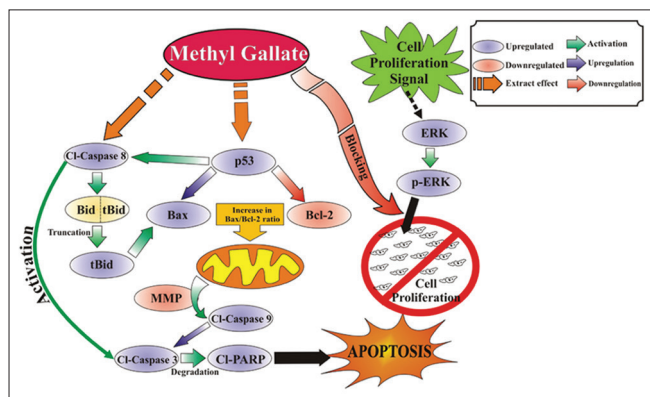 Methyl Gallate
Cell
Proliferation
Signal
Upregulated
Activation
Downregulated
Upregulation
Extract effect
Downregulation
Blocking
ERK
p-ERK
Cl-Caspase 8
p53
Bid
tBid
Bax
Increase in
Bax/Bcl-2 ratio
Bcl-2
Truncation
tBid
Activation
MMP
Cl-Caspase 9
Cell
Proliferation
Cl-Caspase 3
Degradation
Cl-PARP
APOPTOSIS